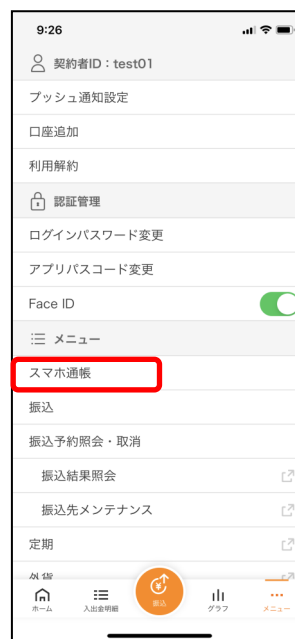 9:26
契約者ID：test01
プッシュ通知設定
口座追加
利用解約
認証管理
ログインパスワード変更
アプリパスコード変更
Face ID
メニュー
スマホ通帳
振込
振込予約照会・取消
振込結果照会
振込先メンテナンス
定期
外貨
ホーム
入出金明細
振込
グラフ
メニュー